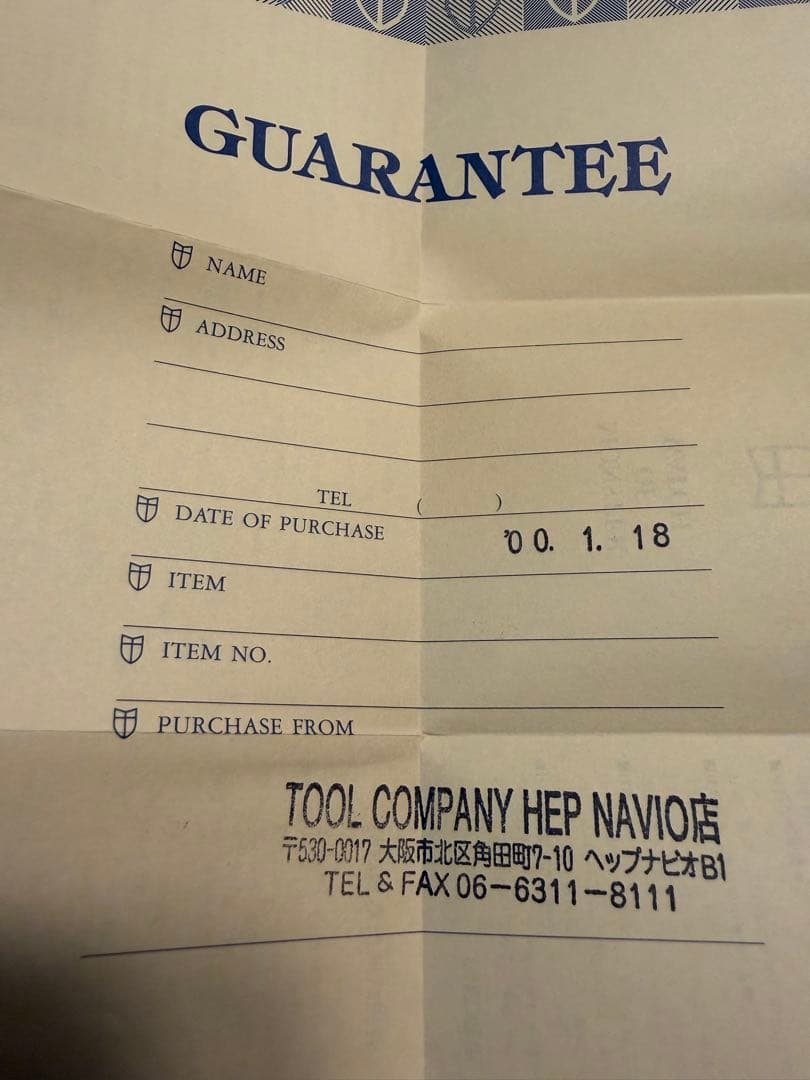 GUARANTEE
NAME
ADDRESS
TEL ( )
DATE OF PURCHASE '00. 1. 18
ITEM
ITEM NO.
PURCHASE FROM
TOOL COMPANY HEP NAVIO店
〒530-0017 大阪市北区角田町7-10 ヘップナビオB1
TEL & FAX 06-6311-8111